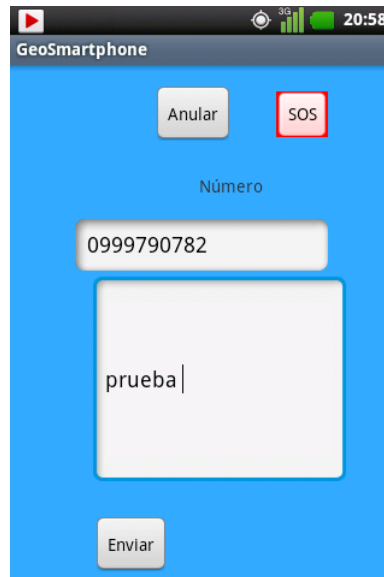 3G 20:58
GeoSmartphone
Anular SOS
Número
0999790782
prueba
Enviar